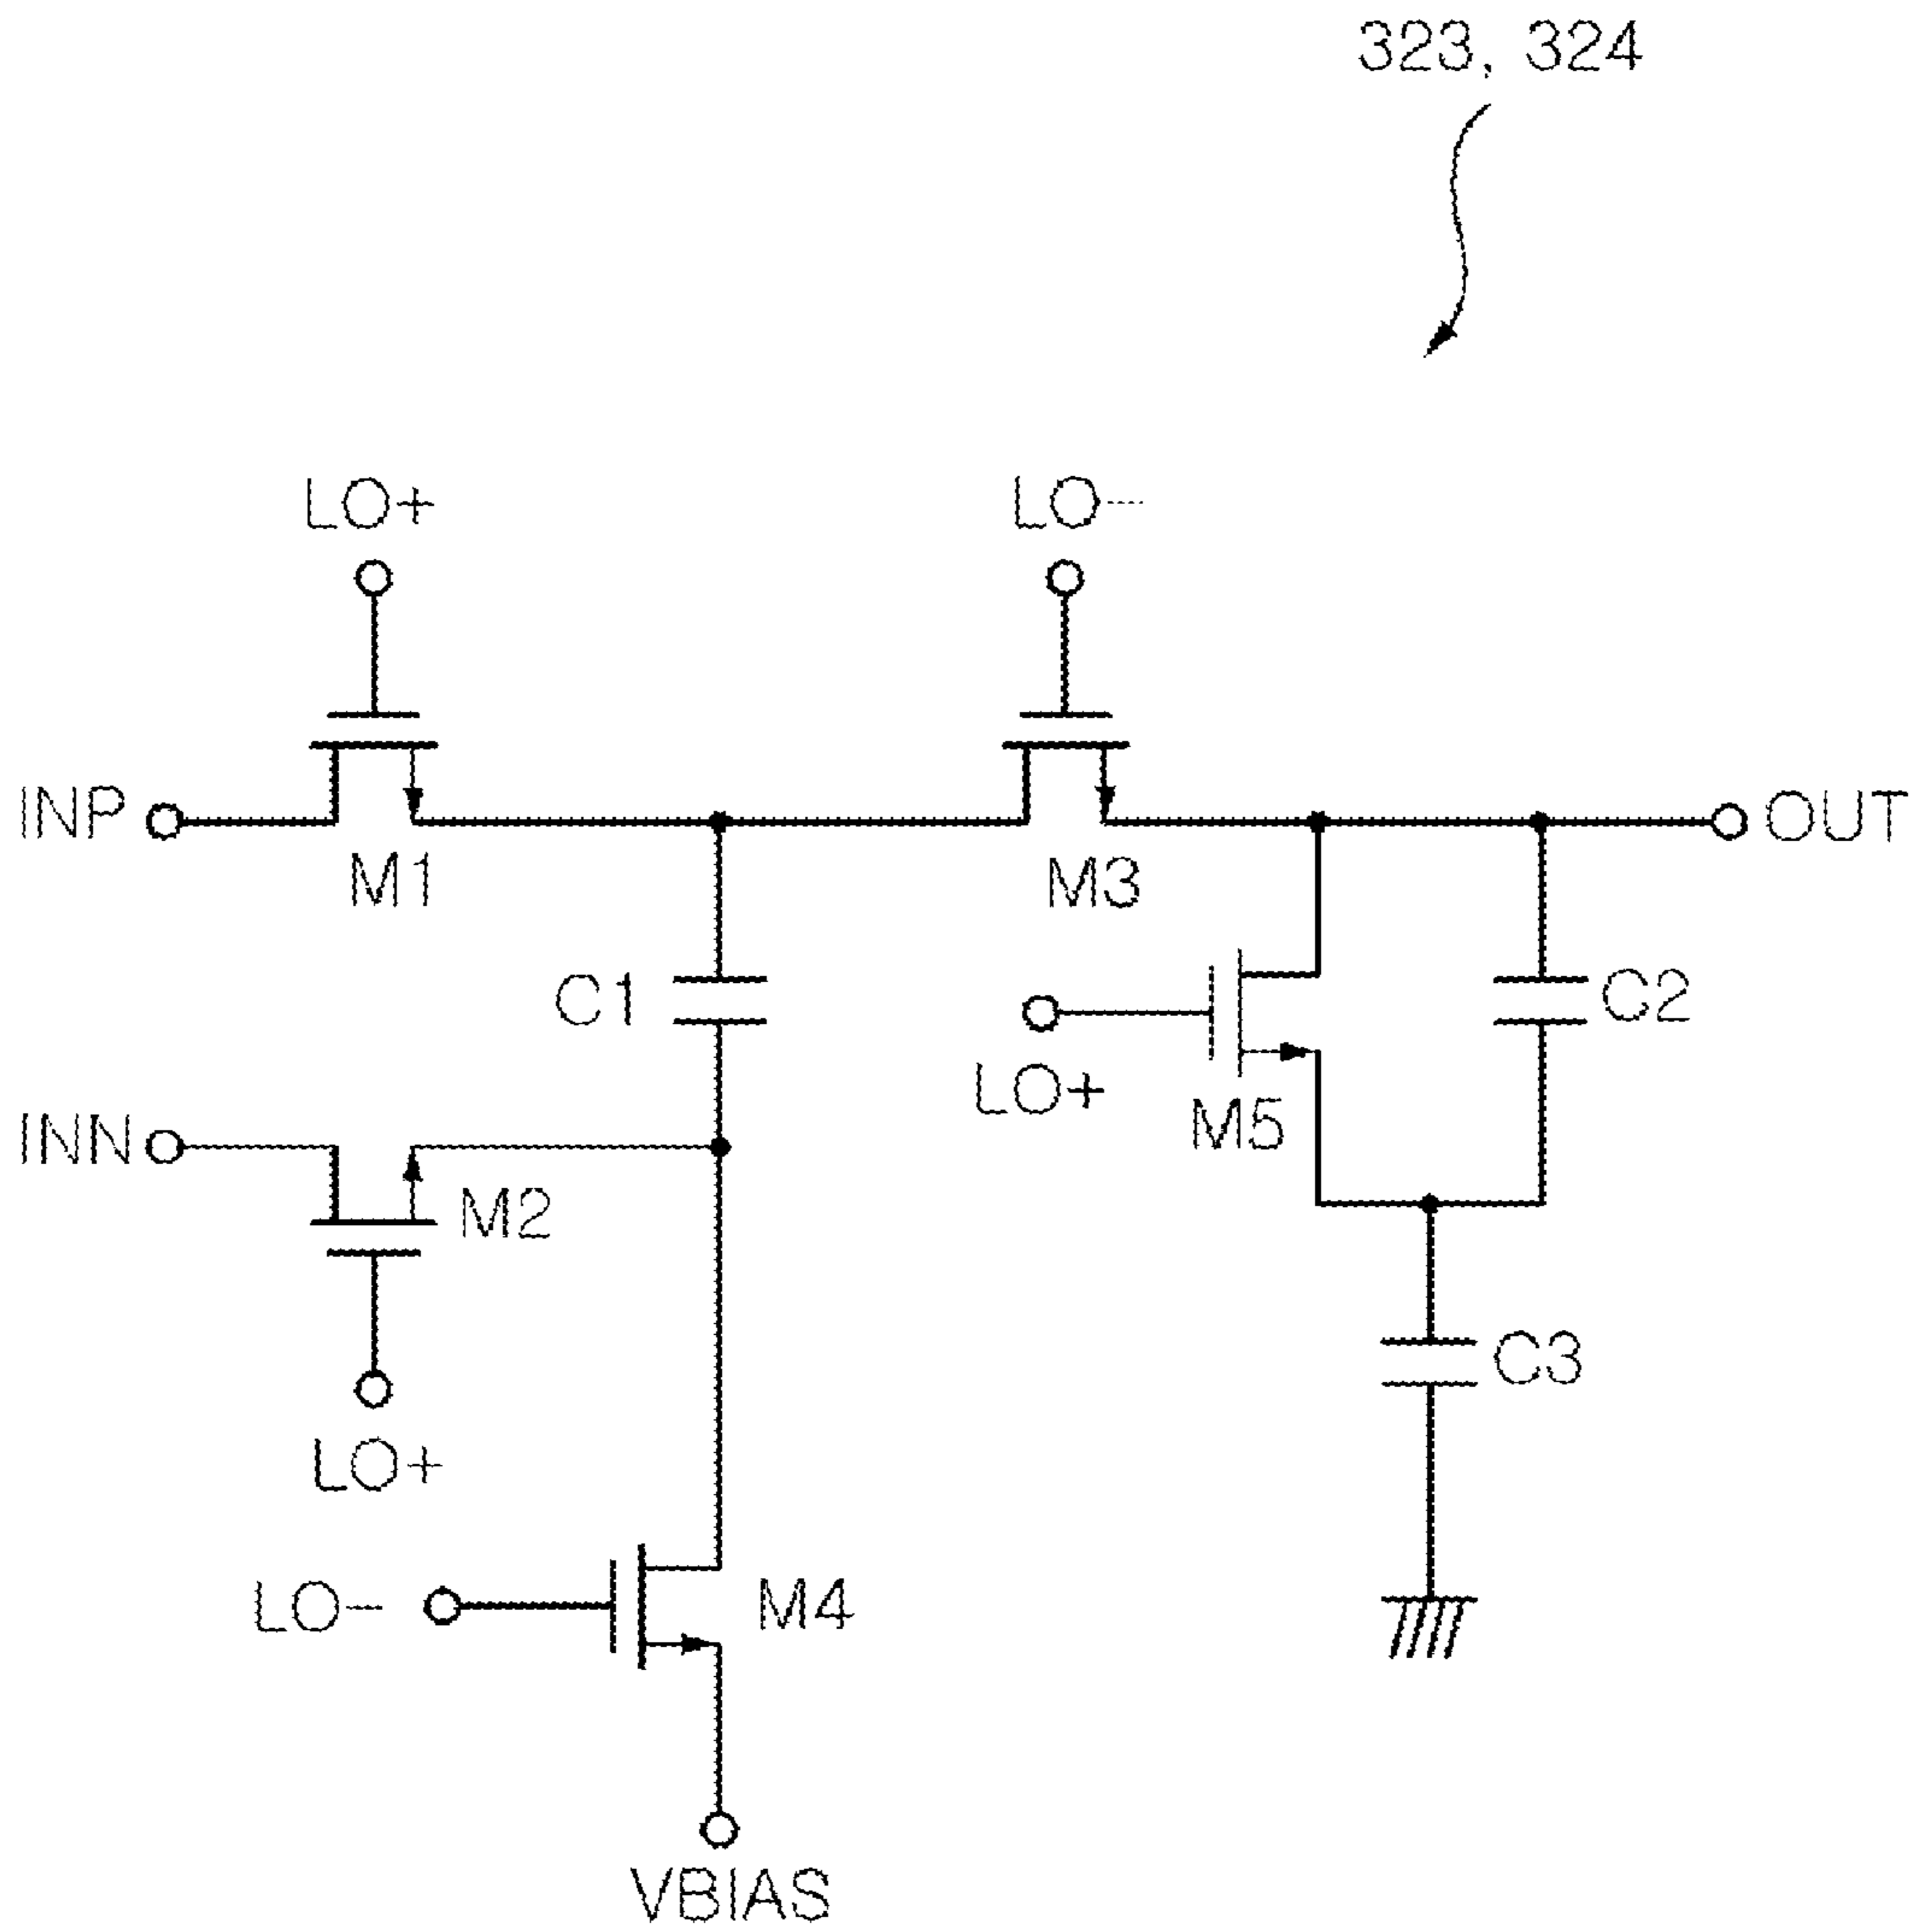 323, 324
LO+
LO-
INP
OUT
M1
M3
C1
C2
LO+
M5
INN
M2
C3
LO+
LO-
M4
VBIAS